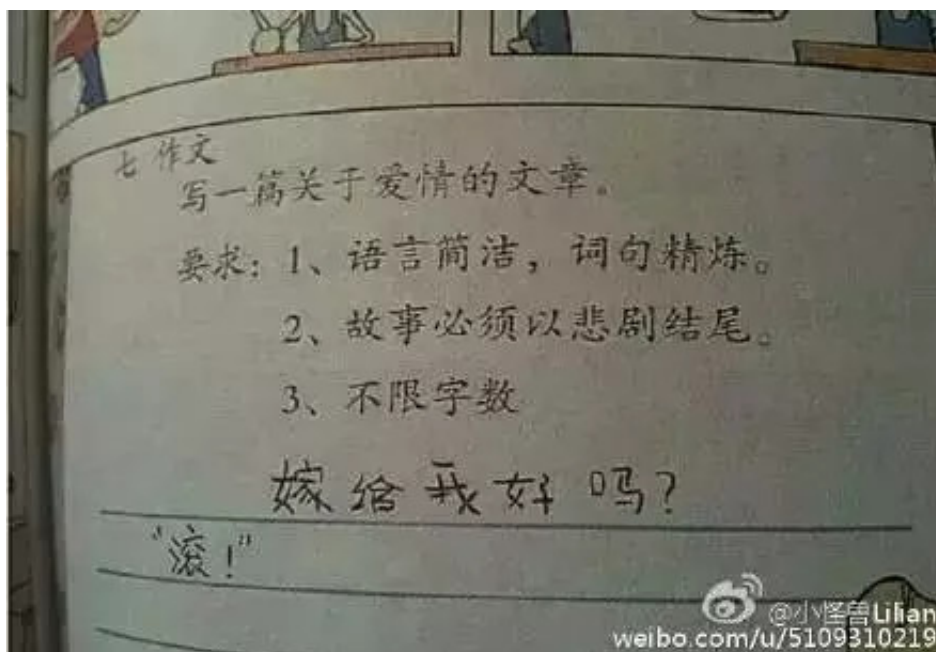 七 作文
写一篇关于爱情的文章。
要求：1、语言简洁，词句精炼。
2、故事必须以悲剧结尾。
3、不限字数
嫁给我好吗？
“滚！”
@小怪兽Lilian
weibo.com/u/5109310219